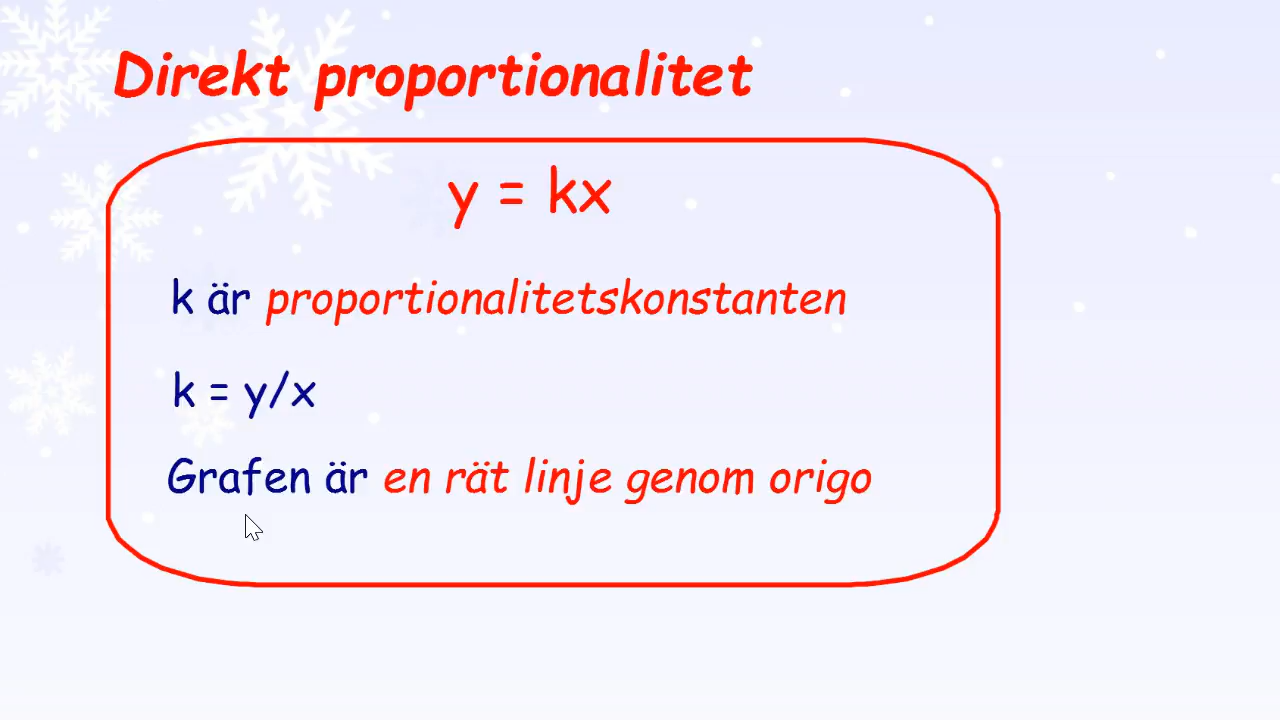 Direkt proportionalitet
y = kx
k är proportionalitetskonstanten
k = y/x
Grafen är en rät linje genom origo